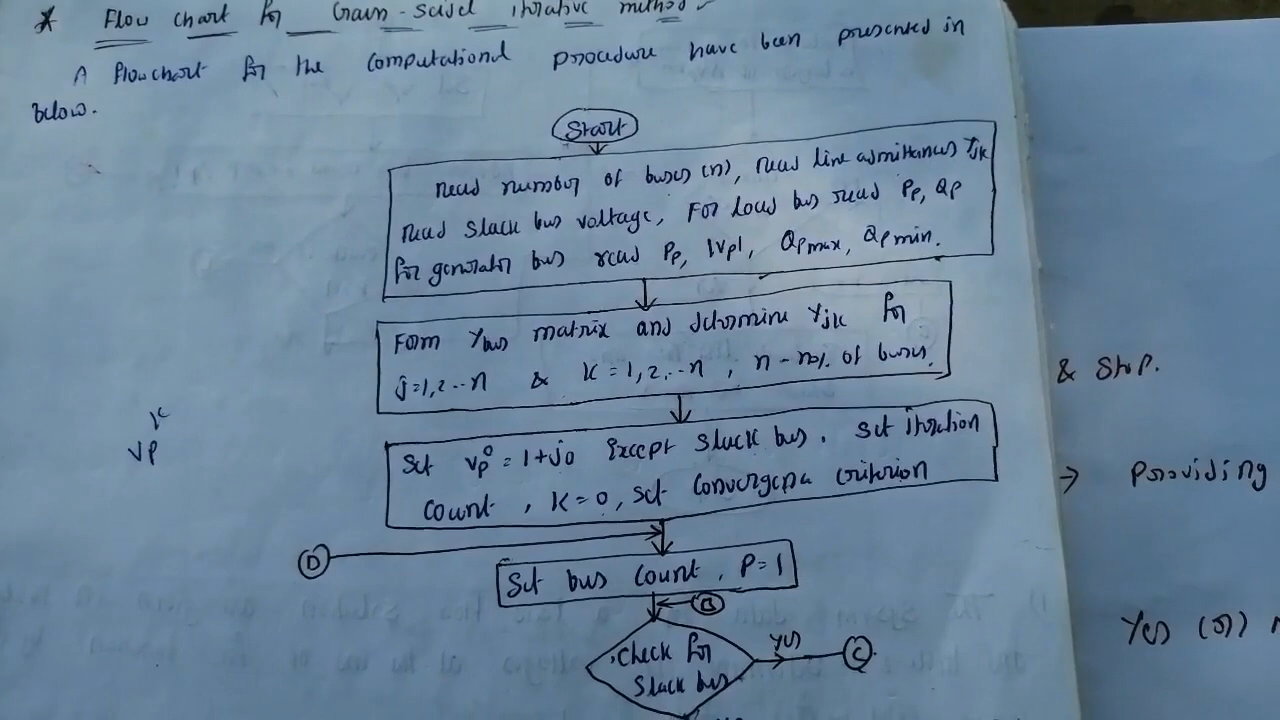 * Flow chart for Gauss-Seidel iterative method
A flowchart for the computational procedure have been presented in
below.
Start
read number of buses (n), read line admittances Yjk
read slack bus voltage, For load bus read Pp, Qp
for generator bus read Pp, |Vp|, Qpmax, Qpmin.
Form Ybus matrix and determine Yjk for
j=1,2..n & k=1,2,..n, n - no/. of buses.
Vp^k
Set Vp^0 = 1+j0 except slack bus. Set iteration
count, K=0, set convergence criterion
D
Set bus count, P=1
B
Check for
Slack bus
Yes
C
& Stop.
→ Providing
Yes (or)